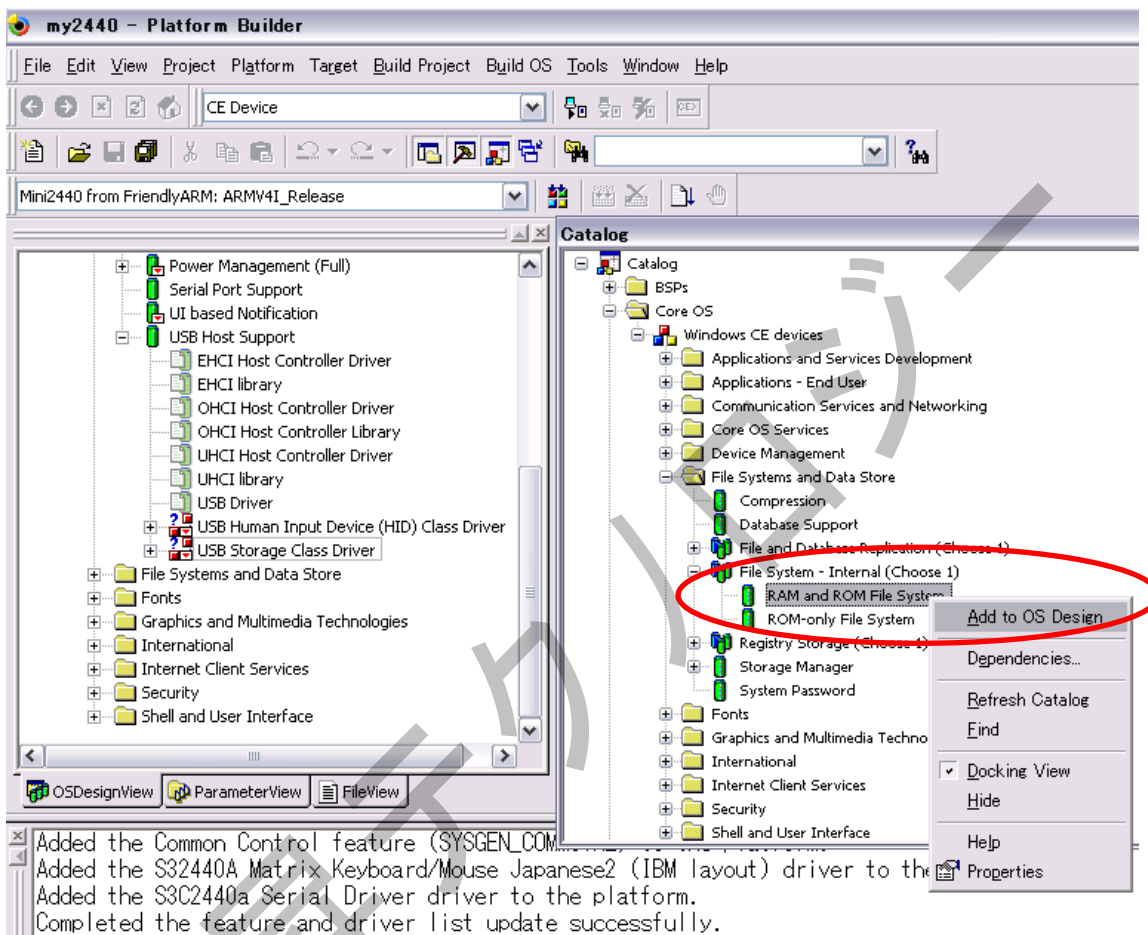 my2440 - Platform Builder
File Edit View Project Platform Target Build Project Build OS Tools Window Help
CE Device
CE>
Mini2440 from FriendlyARM: ARMV4I_Release
Power Management (Full)
Serial Port Support
UI based Notification
USB Host Support
EHCI Host Controller Driver
EHCI library
OHCI Host Controller Driver
OHCI Host Controller Library
UHCI Host Controller Driver
UHCI library
USB Driver
USB Human Input Device (HID) Class Driver
USB Storage Class Driver
File Systems and Data Store
Fonts
Graphics and Multimedia Technologies
International
Internet Client Services
Security
Shell and User Interface
OSDesignView ParameterView FileView
Catalog
Catalog
BSPs
Core OS
Windows CE devices
Applications and Services Development
Applications - End User
Communication Services and Networking
Core OS Services
Device Management
File Systems and Data Store
Compression
Database Support
File and Database Replication (Choose 1)
File System - Internal (Choose 1)
RAM and ROM File System
ROM-only File System
Registry Storage (Choose 1)
Storage Manager
System Password
Fonts
Graphics and Multimedia Techno
International
Internet Client Services
Security
Shell and User Interface
Add to OS Design
Dependencies...
Refresh Catalog
Find
Docking View
Hide
Help
Properties
Added the Common Control feature (SYSGEN_COM
Added the S32440A Matrix Keyboard/Mouse Japanese2 (IBM layout) driver to the
Added the S3C2440a Serial Driver driver to the platform.
Completed the feature and driver list update successfully.
テクノロジー